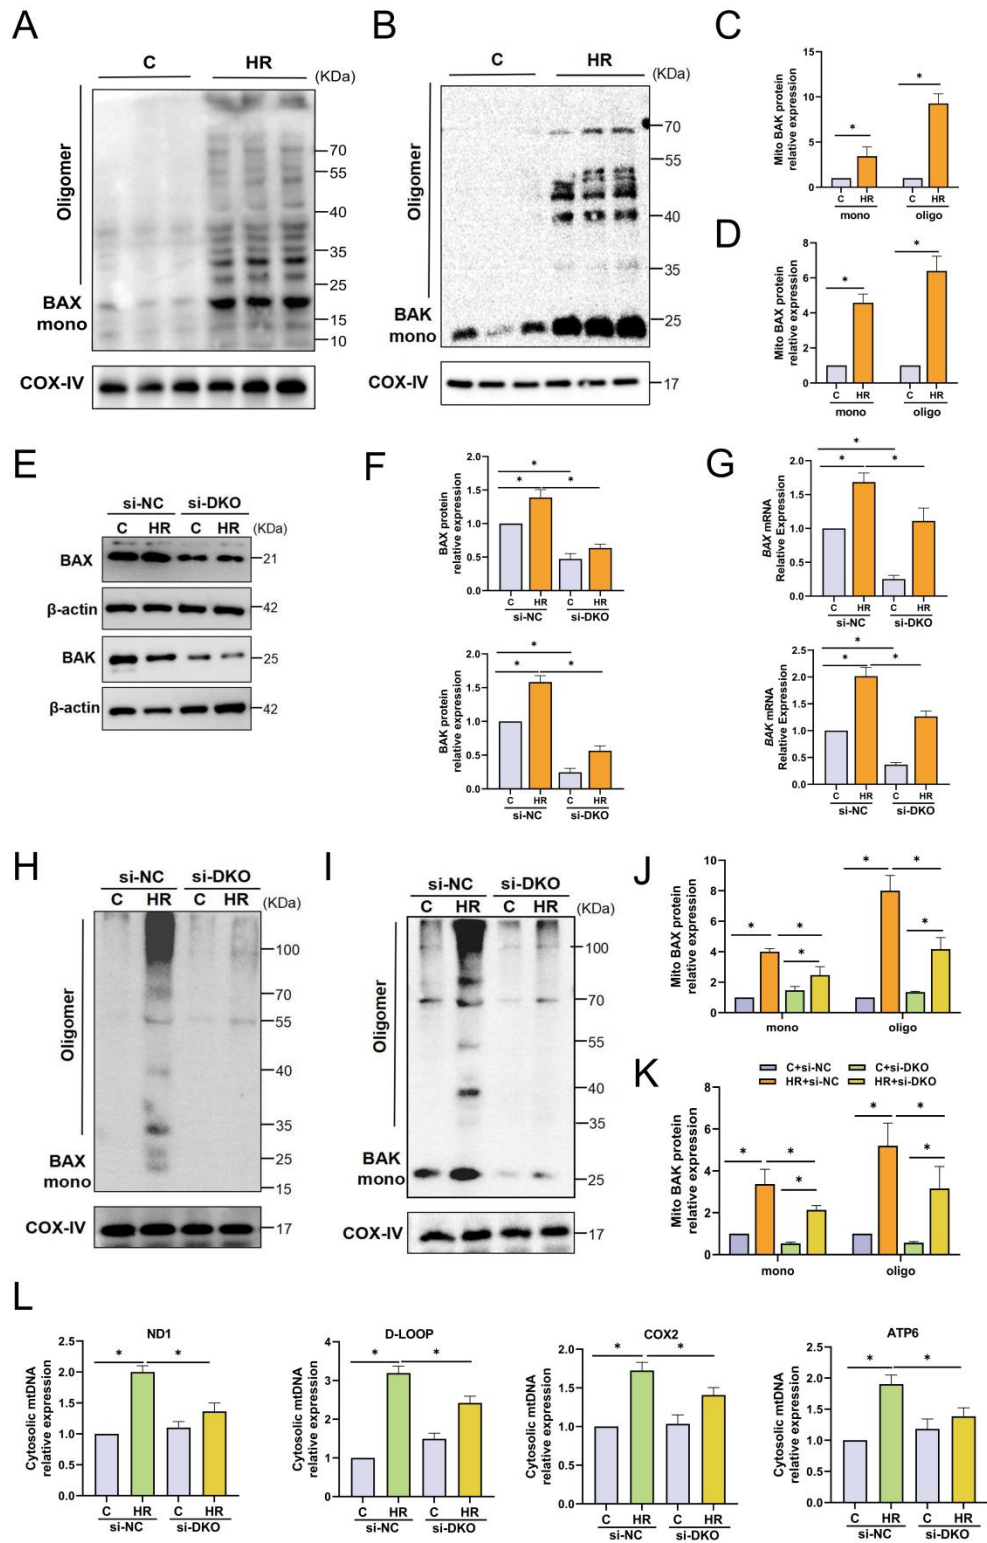 A
C HR
(KDa)
Oligomer
70
55
40
35
25
15
10
BAX
mono
COX-IV
B
C HR
(KDa)
Oligomer
70
55
40
35
25
BAK
mono
COX-IV
17
C
Mito BAK protein
relative expression
15
10
5
0
*
*
C HR C HR
mono oligo
D
Mito BAX protein
relative expression
8
6
4
2
0
*
*
C HR C HR
mono oligo
E
si-NC si-DKO
C HR C HR (KDa)
BAX 21
β-actin 42
BAK 25
β-actin 42
F
BAX protein
relative expression
2.0
1.5
1.0
0.5
0.0
*
* *
C HR C HR
si-NC si-DKO
BAK protein
relative expression
2.0
1.5
1.0
0.5
0.0
*
* *
C HR C HR
si-NC si-DKO
G
BAX mRNA
Relative Expression
2.0
1.5
1.0
0.5
0.0
*
* *
C HR C HR
si-NC si-DKO
BAK mRNA
Relative Expression
2.5
2.0
1.5
1.0
0.5
0.0
*
* *
C HR C HR
si-NC si-DKO
H
si-NC si-DKO
C HR C HR
(KDa)
Oligomer
100
70
55
40
35
25
15
BAX
mono
COX-IV
17
I
si-NC si-DKO
C HR C HR
(KDa)
Oligomer
100
70
55
40
35
25
BAK
mono
COX-IV
17
J
Mito BAX protein
relative expression
10
8
6
4
2
0
* *
*
* *
*
mono oligo
K
C+si-NC C+si-DKO
HR+si-NC HR+si-DKO
Mito BAK protein
relative expression
8
6
4
2
0
* *
*
* *
*
mono oligo
L
ND1
Cytosolic mtDNA
relative expression
2.5
2.0
1.5
1.0
0.5
0.0
* *
C HR C HR
si-NC si-DKO
D-LOOP
Cytosolic mtDNA
relative expression
4
3
2
1
0
* *
C HR C HR
si-NC si-DKO
COX2
Cytosolic mtDNA
relative expression
2.0
1.5
1.0
0.5
0.0
* *
C HR C HR
si-NC si-DKO
ATP6
Cytosolic mtDNA
relative expression
2.5
2.0
1.5
1.0
0.5
0.0
* *
C HR C HR
si-NC si-DKO